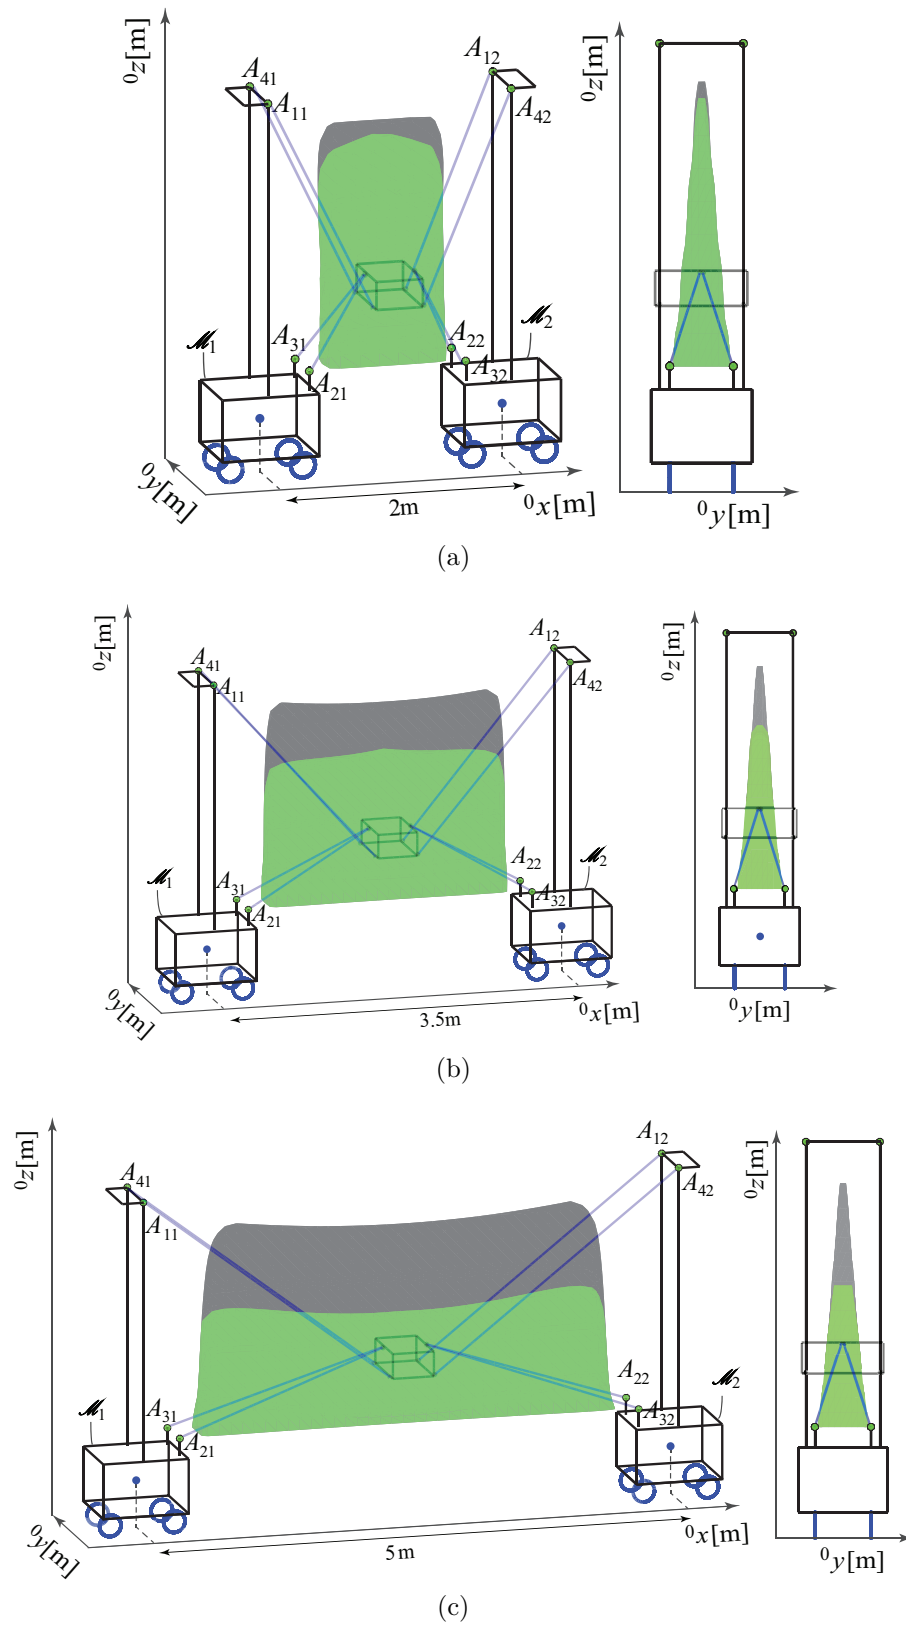 ⁰z[m]
A₄₁
A₁₁
A₁₂
A₄₂
ℳ₁
A₃₁
A₂₁
A₂₂
A₃₂
ℳ₂
⁰y[m]
2m
⁰x[m]
⁰z[m]
⁰y[m]
(a)
⁰z[m]
A₄₁
A₁₁
A₁₂
A₄₂
ℳ₁
A₃₁
A₂₁
A₂₂
A₃₂
ℳ₂
⁰y[m]
3.5m
⁰x[m]
⁰z[m]
⁰y[m]
(b)
⁰z[m]
A₄₁
A₁₁
A₁₂
A₄₂
ℳ₁
A₃₁
A₂₁
A₂₂
A₃₂
ℳ₂
⁰y[m]
5m
⁰x[m]
⁰z[m]
⁰y[m]
(c)